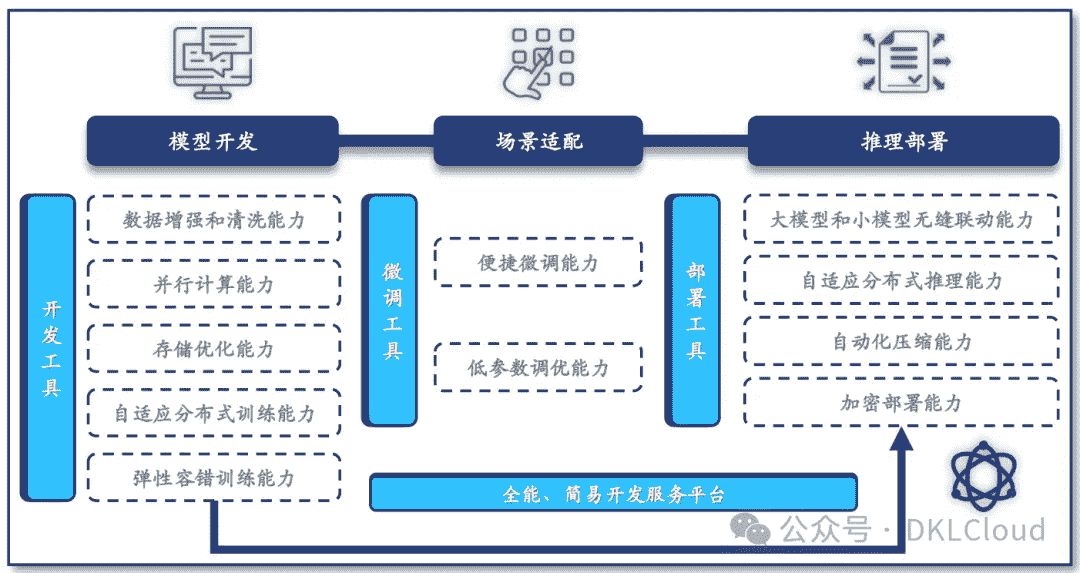 模型开发
场景适配
推理部署
开发工具
数据增强和清洗能力
并行计算能力
存储优化能力
自适应分布式训练能力
弹性容错训练能力
微调工具
便捷微调能力
低参数调优能力
部署工具
大模型和小模型无缝联动能力
自适应分布式推理能力
自动化压缩能力
加密部署能力
全能、简易开发服务平台
公众号 · DKLCloud